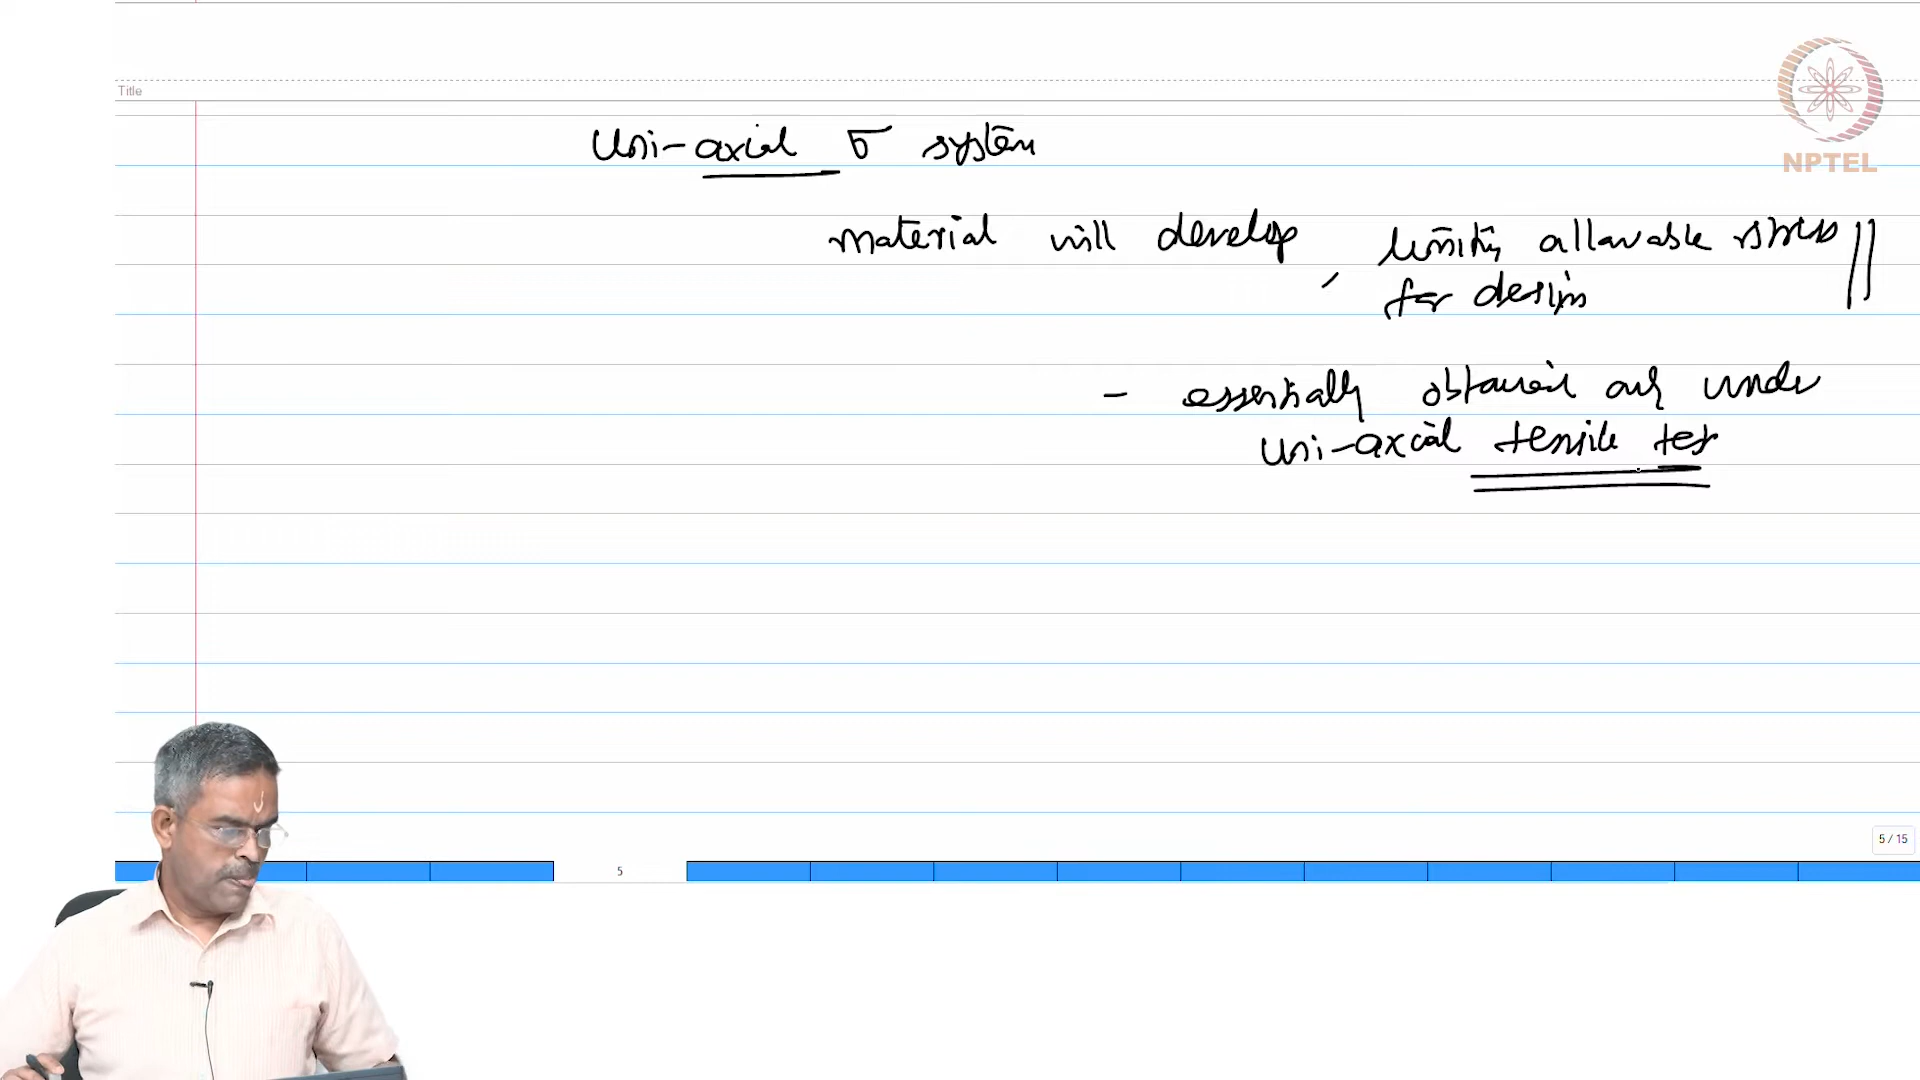 Title
NPTEL
Uni-axial σ system
material will develop, limiting allowable stress
for design
- essentially obtained only under
Uni-axial tensile test
5 / 15
5